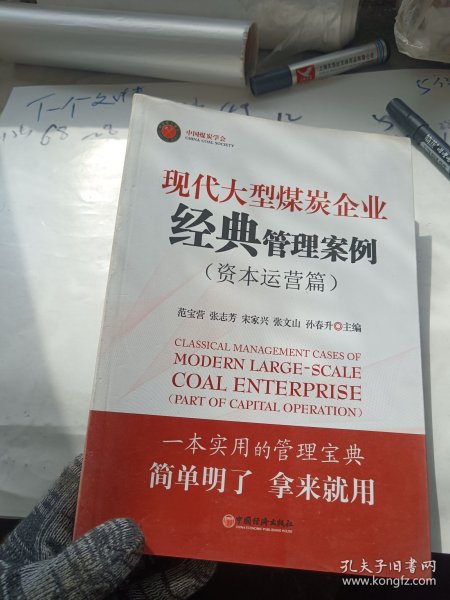 中国煤炭学会
CHINA COAL SOCIETY
现代大型煤炭企业
经典管理案例
（资本运营篇）
范宝营 张志芳 宋家兴 张文山 孙春升 主编
CLASSICAL MANAGEMENT CASES OF
MODERN LARGE-SCALE
COAL ENTERPRISE
(PART OF CAPITAL OPERATION)
一本实用的管理宝典
简单明了 拿来就用
中国经济出版社
CHINA ECONOMIC PUBLISHING HOUSE
孔夫子旧书网
www.kongfz.com